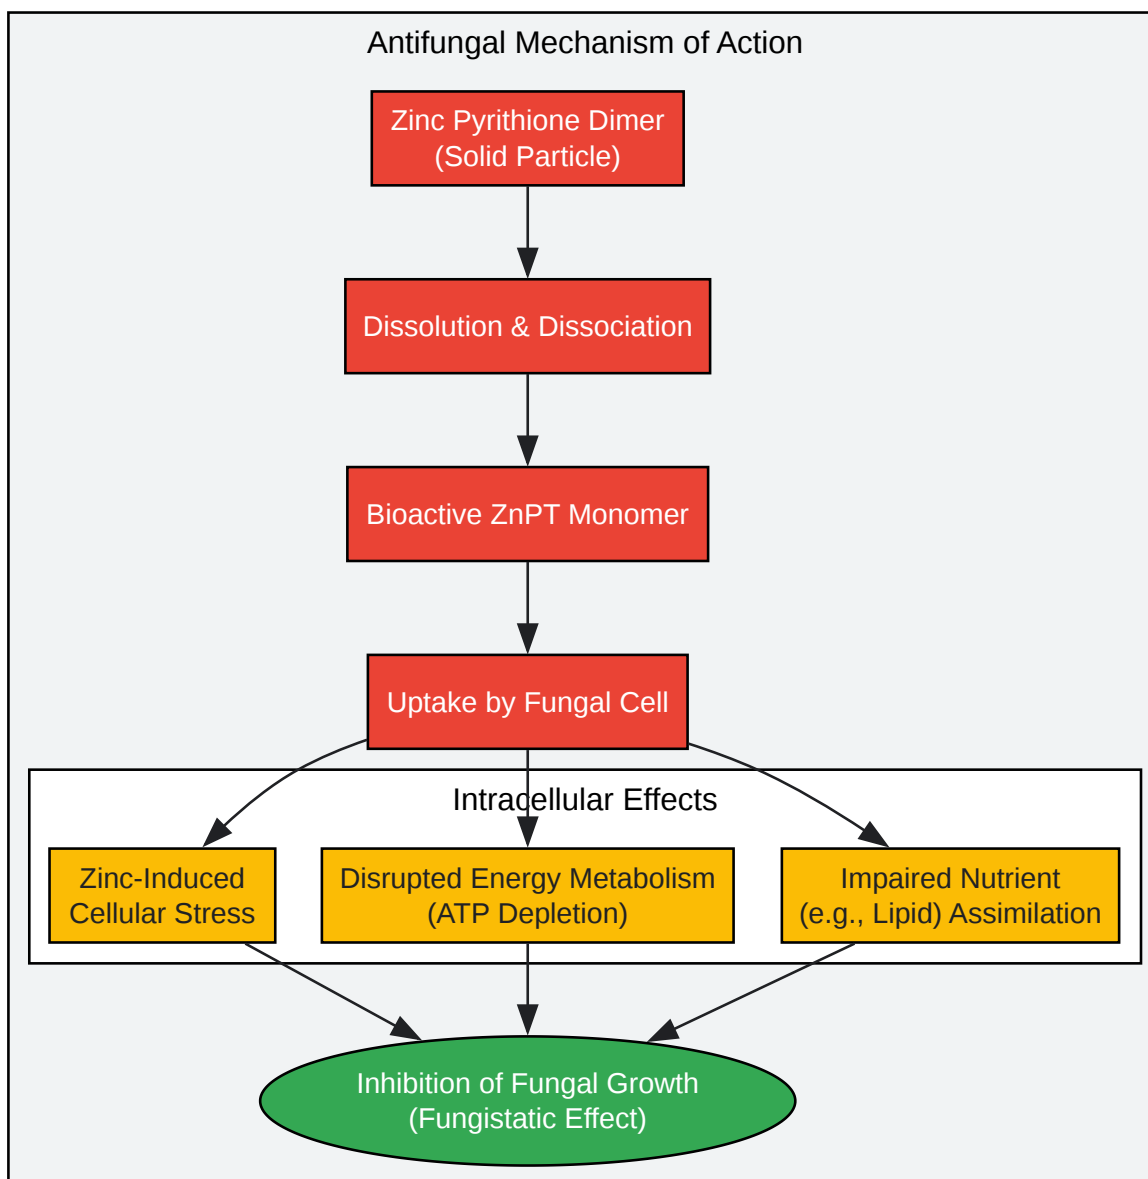 Antifungal Mechanism of Action
Zinc Pyrithione Dimer
(Solid Particle)
Dissolution & Dissociation
Bioactive ZnPT Monomer
Uptake by Fungal Cell
Intracellular Effects
Zinc-Induced
Cellular Stress
Disrupted Energy Metabolism
(ATP Depletion)
Impaired Nutrient
(e.g., Lipid) Assimilation
Inhibition of Fungal Growth
(Fungistatic Effect)